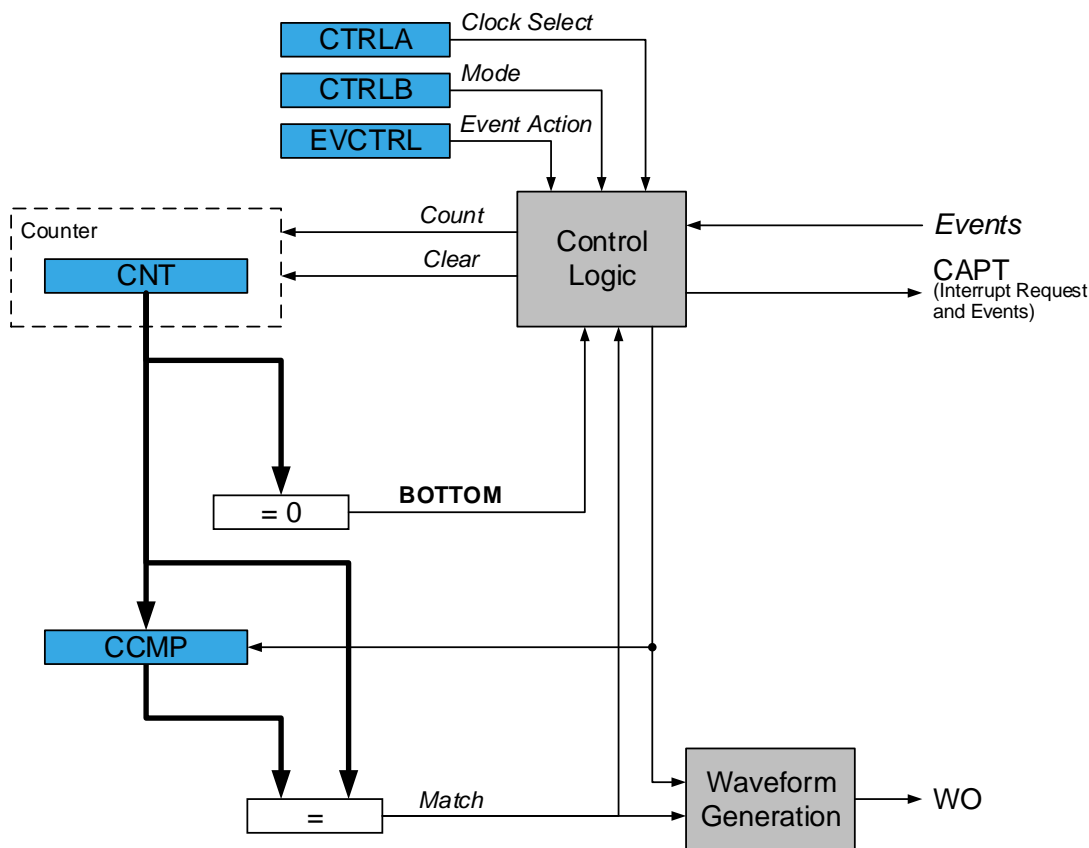 CTRLA
Clock Select
CTRLB
Mode
EVCTRL
Event Action
Counter
CNT
Count
Clear
Control
Logic
Events
CAPT
(Interrupt Request
and Events)
= 0
BOTTOM
CCMP
=
Match
Waveform
Generation
WO